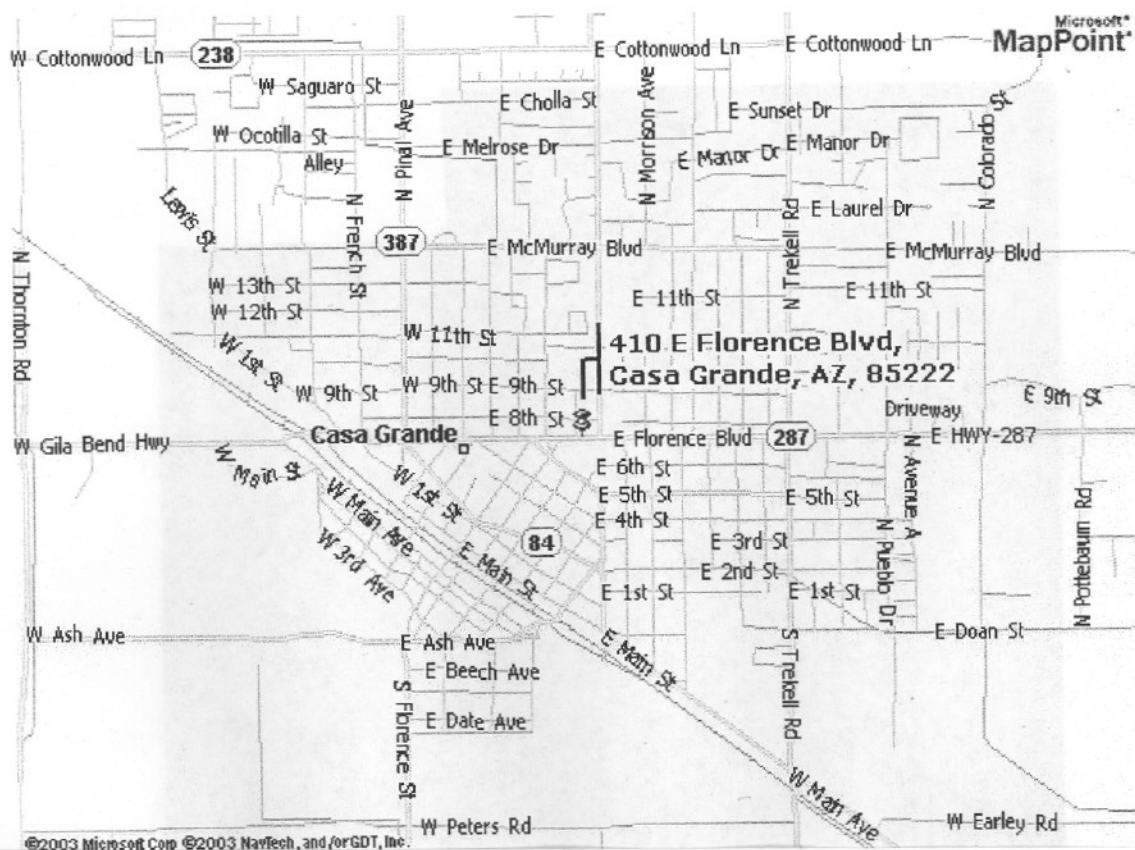 Microsoft®
MapPoint®
W Cottonwood Ln
238
E Cottonwood Ln
E Cottonwood Ln
W Saguaro St
E Cholla St
E Sunset Dr
W Ocotilla St
Alley
E Melrose Dr
E Manor Dr
E Manor Dr
N Pinal Ave
N Morrison Ave
N Colorado St
Lewis St
N French St
N Trekell Rd
E Laurel Dr
387
E McMurray Blvd
E McMurray Blvd
N Thornton Rd
W 13th St
W 12th St
E 11th St
E 11th St
W 11th St
W 1st St
410 E Florence Blvd,
Casa Grande, AZ, 85222
W 9th St
W 9th St
E 9th St
E 9th St
E 8th St
Driveway
Casa Grande
W Gila Bend Hwy
E Florence Blvd
287
E HWY-287
W Main St
W 1st St
E 6th St
E 5th St
E 5th St
E 4th St
N Avenue A
N Pottebaum Rd
W Main Ave
W 3rd Ave
84
E Main St
E 3rd St
E 2nd St
E 1st St
E 1st St
N Pueblo Dr
W Ash Ave
E Ash Ave
E Doan St
E Beech Ave
E Main St
S Trekell Rd
S Florence St
E Date Ave
W Main Ave
W Peters Rd
W Earley Rd
©2003 Microsoft Corp ©2003 NavTech, and/or GDT, Inc.